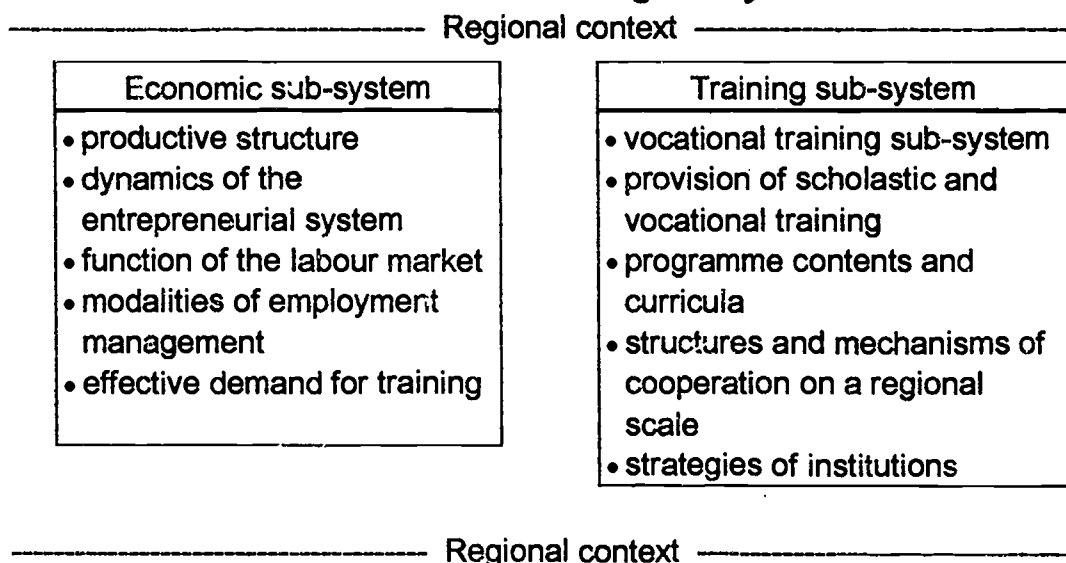 Regional context
Economic sub-system
• productive structure
• dynamics of the
entrepreneurial system
• function of the labour market
• modalities of employment
management
• effective demand for training
Training sub-system
• vocational training sub-system
• provision of scholastic and
vocational training
• programme contents and
curricula
• structures and mechanisms of
cooperation on a regional
scale
• strategies of institutions
Regional context